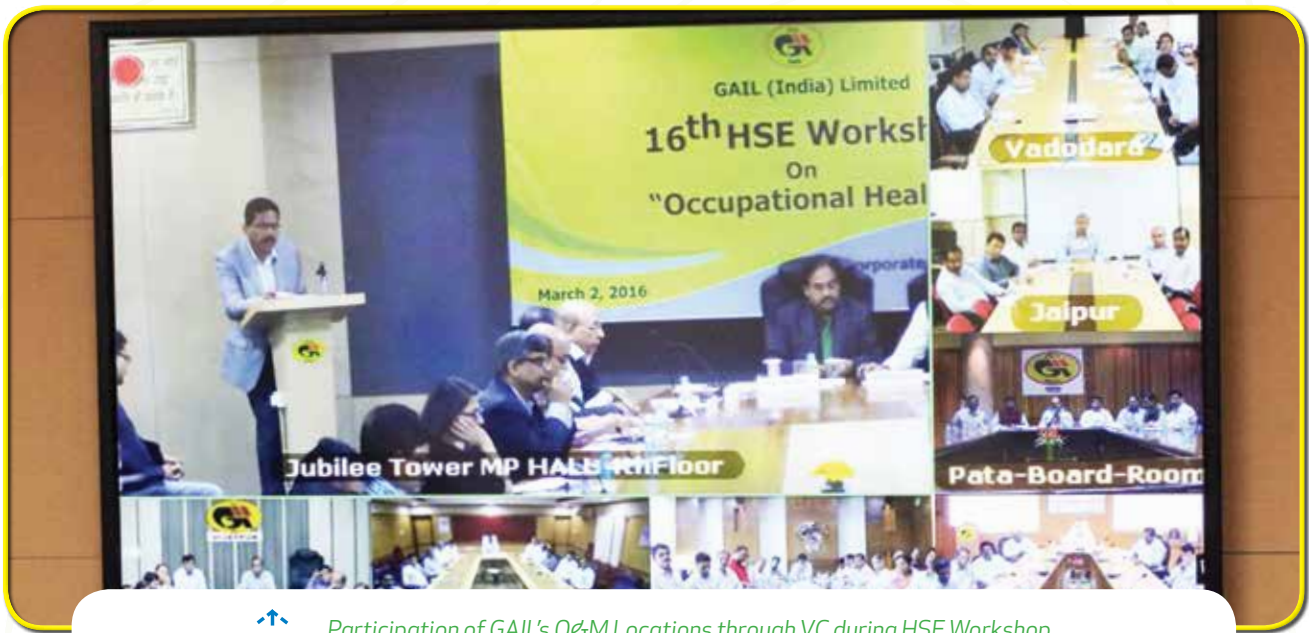 GAIL (India) Limited
16th HSE Worksh
On
"Occupational Heal
March 2, 2016
Vadodara
Jaipur
Pata-Board-Room
Jubilee Tower MP HALL
Participation of GAIL's O&M Locations through VC during HSE Workshop